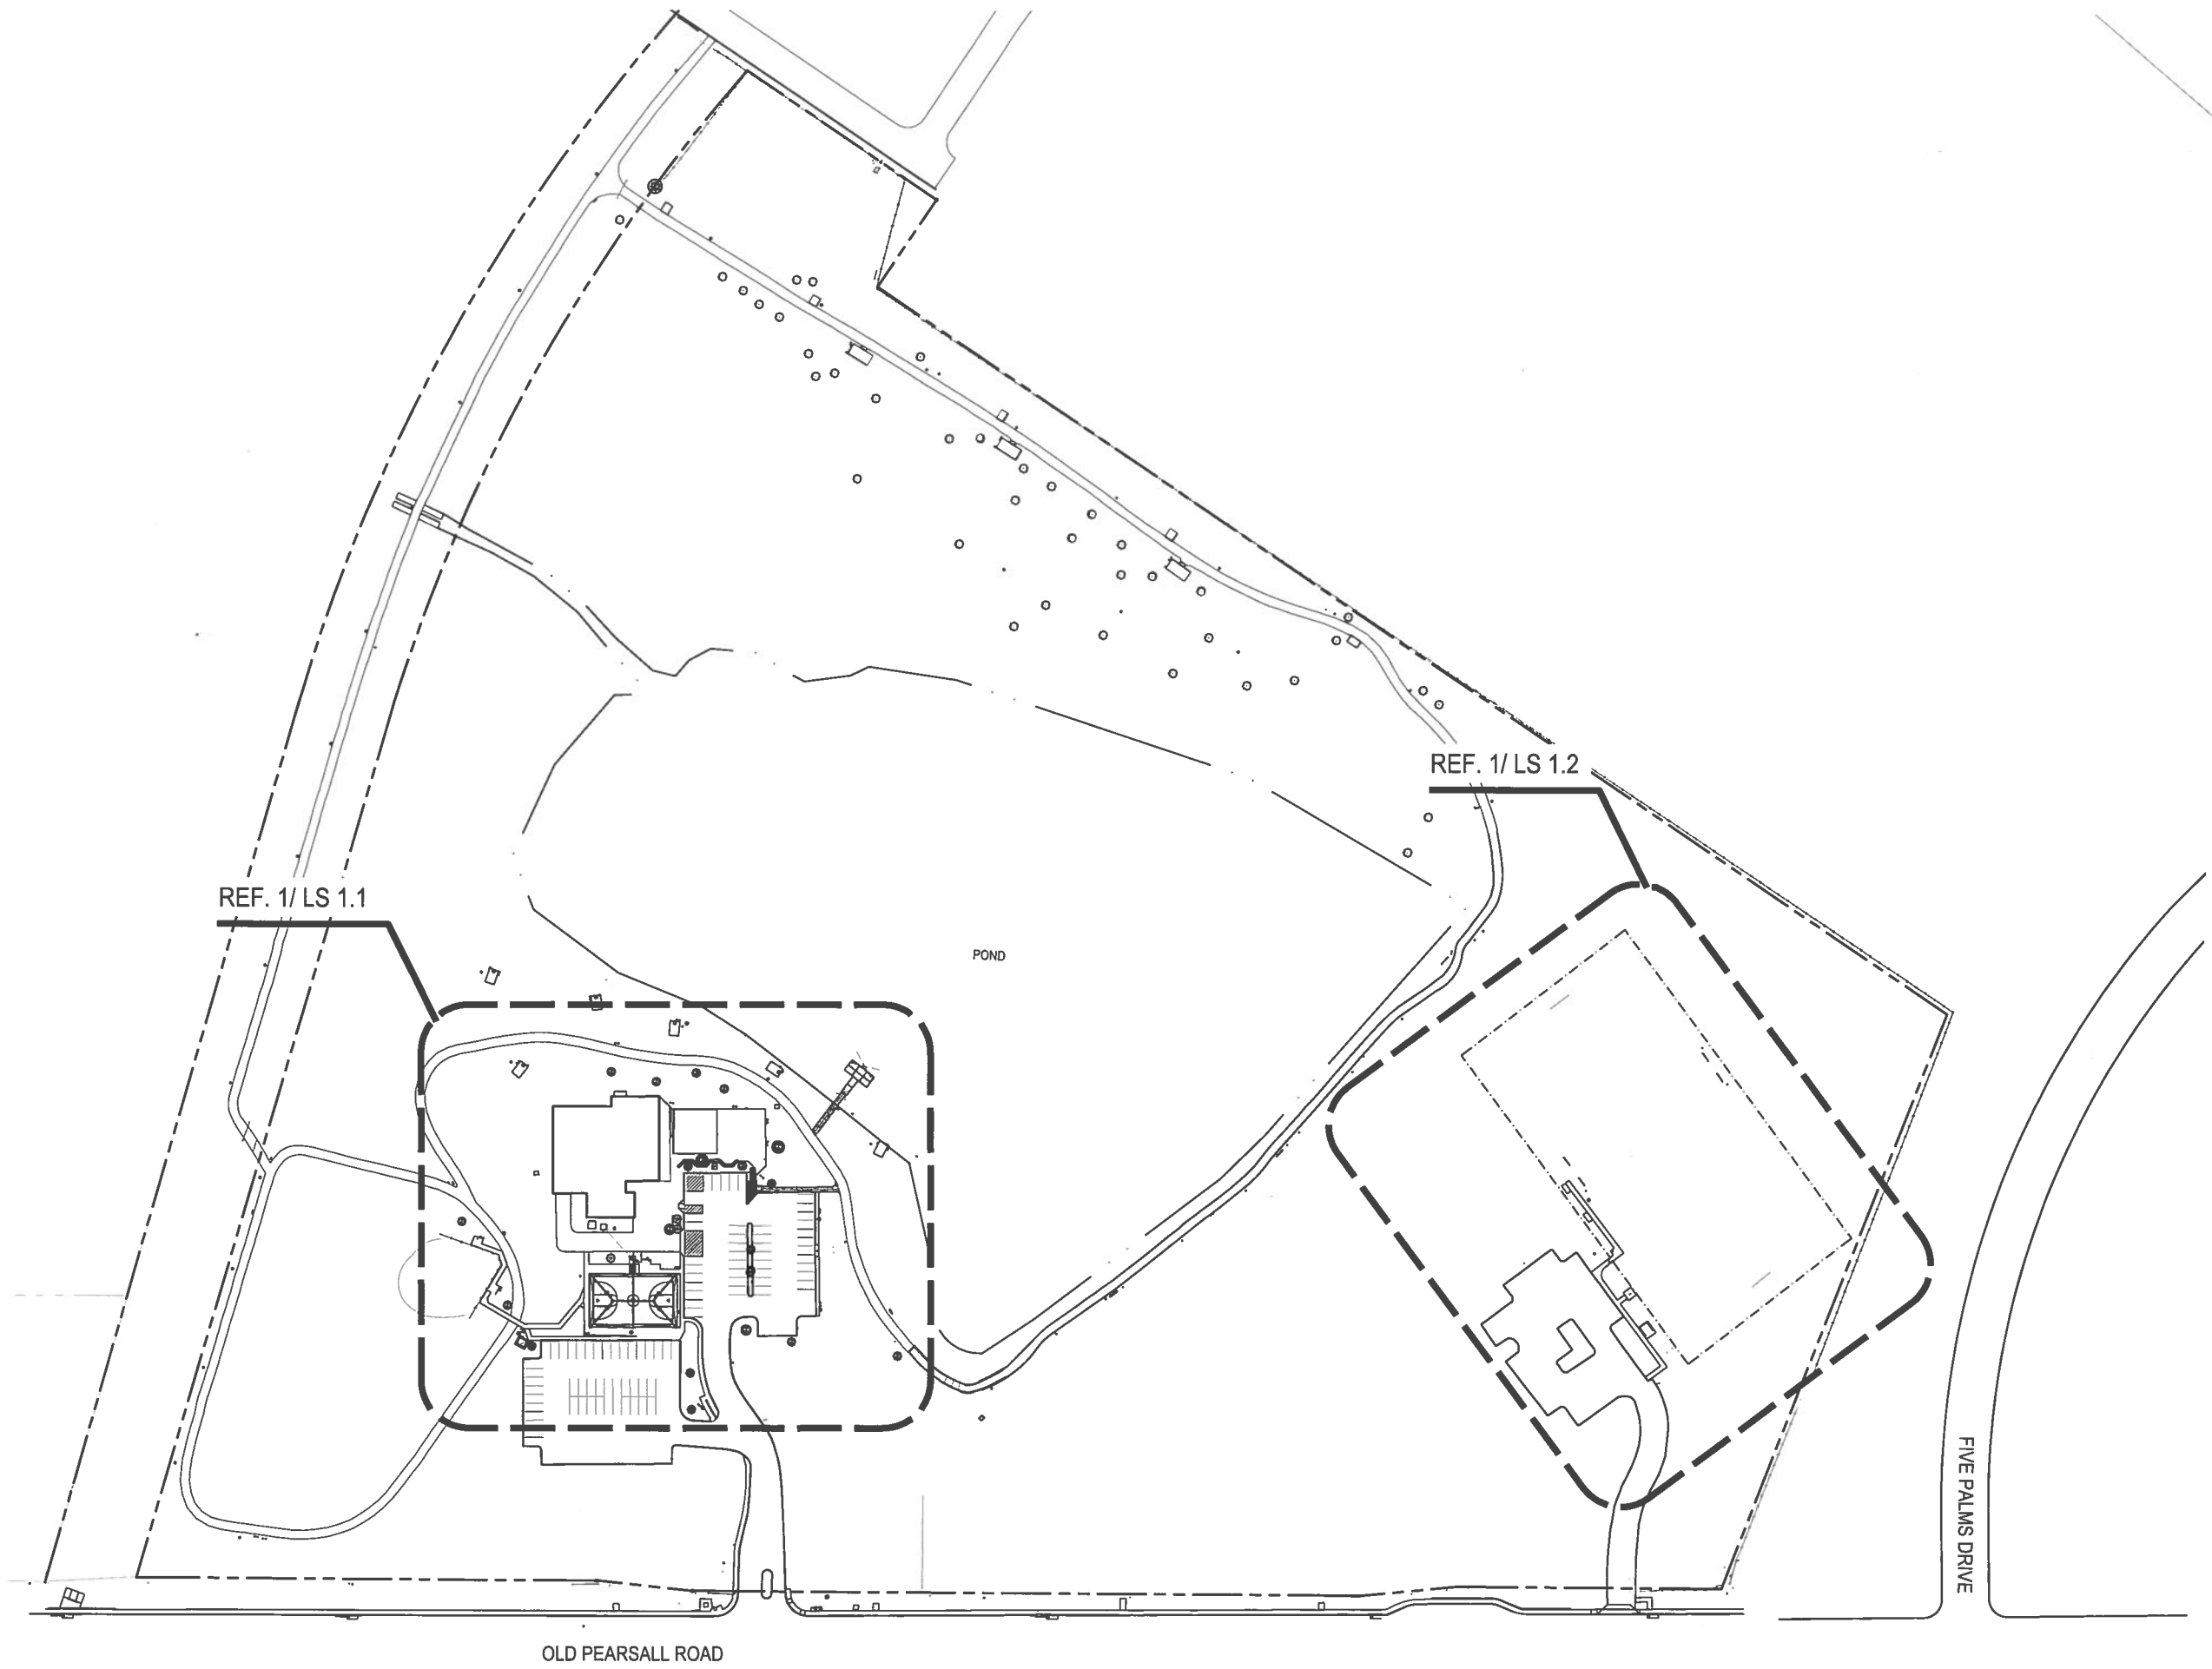 REF. 1/ LS 1.2
REF. 1/ LS 1.1
POND
FIVE PALMS DRIVE
OLD PEARSALL ROAD